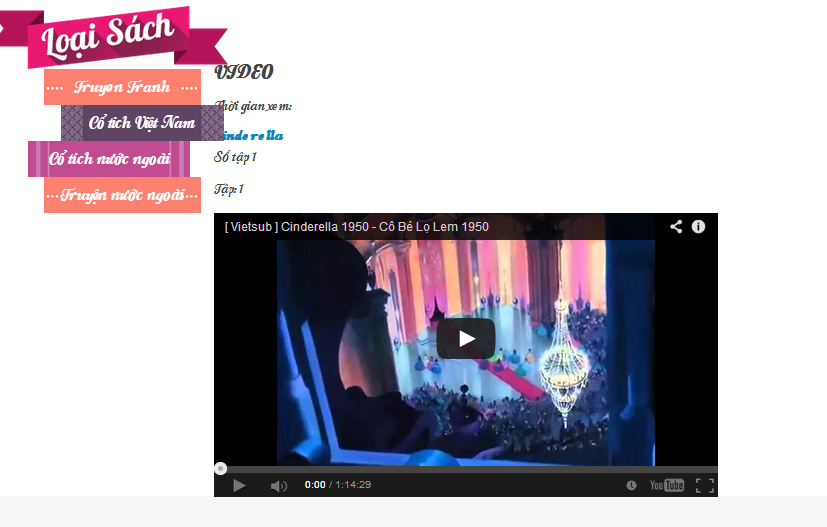 Loại Sách
Truyen Tranh
Cổ tích Việt Nam
Cổ tích nước ngoài
Truyện nước ngoài
VIDEO
Thời gian xem:
Cinderella
Số tập 1
Tập: 1
[ Vietsub ] Cinderella 1950 - Cô Bé Lọ Lem 1950
0:00 / 1:14:29
YouTube